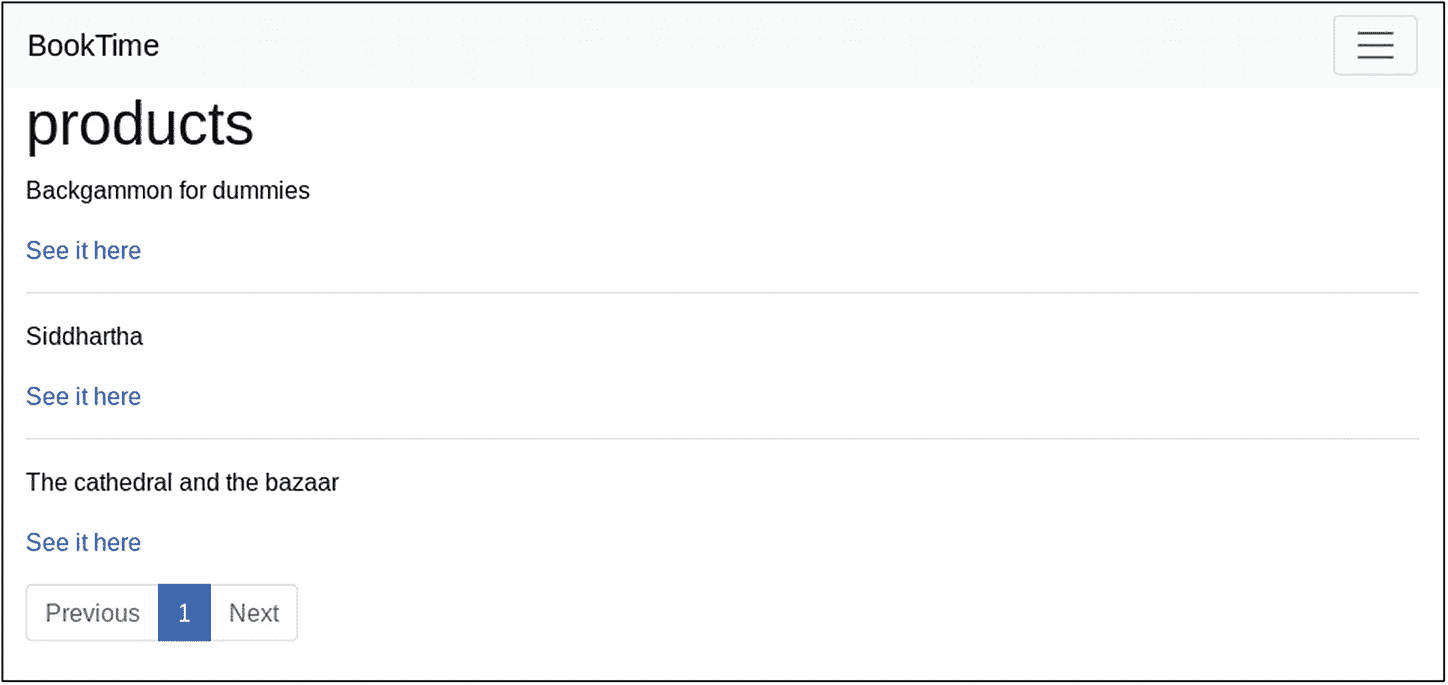 BookTime
products
Backgammon for dummies
See it here
Siddhartha
See it here
The cathedral and the bazaar
See it here
Previous 1 Next